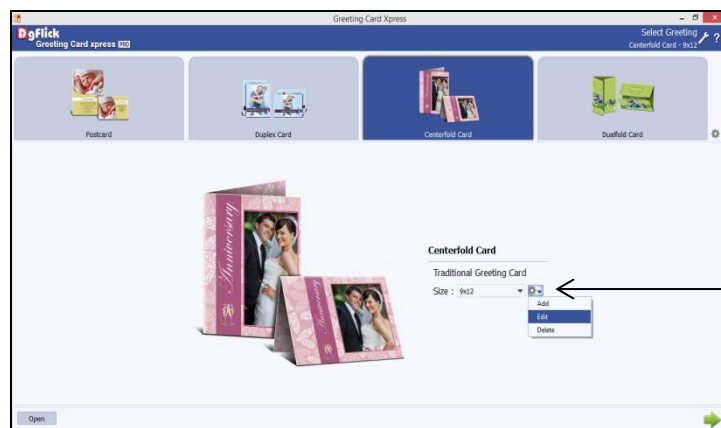 Greeting Card Xpress
DgFlick
Greeting Card xpress PRO
Select Greeting
Centerfold Card - 9x12
?
Postcard
Duplex Card
Centerfold Card
Dualfold Card
Anniversary
Anniversary
Centerfold Card
Traditional Greeting Card
Size : 9x12
Add
Edit
Delete
Open